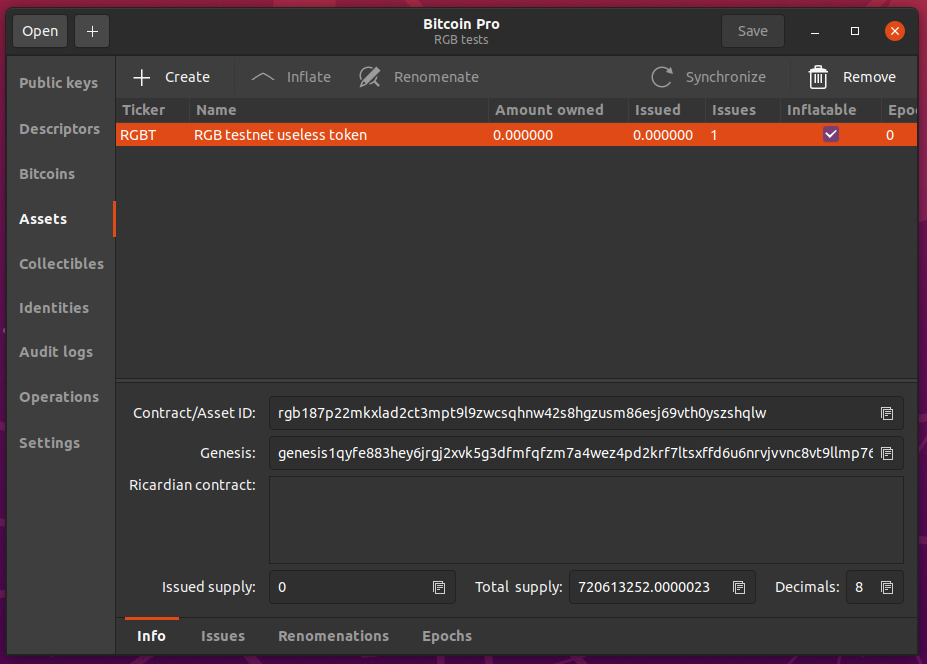 Open + Bitcoin Pro Save
RGB tests
Public keys
Descriptors
Bitcoins
Assets
Collectibles
Identities
Audit logs
Operations
Settings
Create Inflate Renomenate Synchronize Remove
Ticker Name Amount owned Issued Issues Inflatable Epo
RGBT RGB testnet useless token 0.000000 0.000000 1 0
Contract/Asset ID: rgb187p22mkxlad2ct3mpt9l9zwcsqhnw42s8hgzusm86esj69vth0yszshqlw
Genesis: genesis1qyfe883hey6jrgj2xvk5g3dfmfqfzm7a4wez4pd2krf7ltsxffd6u6nrvjvvnc8vt9llmp76
Ricardian contract:
Issued supply: 0 Total supply: 720613252.0000023 Decimals: 8
Info Issues Renomenations Epochs